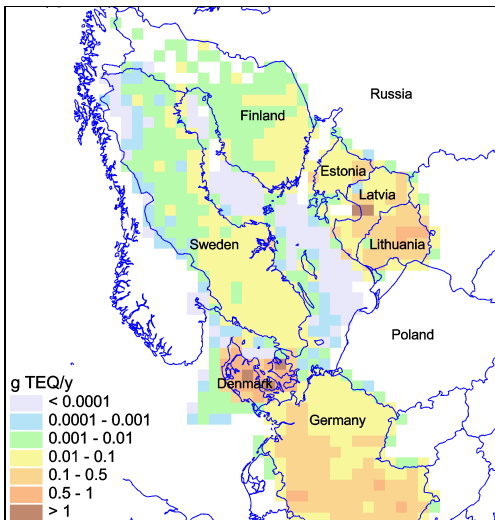 Russia
Finland
Estonia
Latvia
Lithuania
Sweden
Poland
Denmark
Germany
g TEQ/y
< 0.0001
0.0001 - 0.001
0.001 - 0.01
0.01 - 0.1
0.1 - 0.5
0.5 - 1
> 1